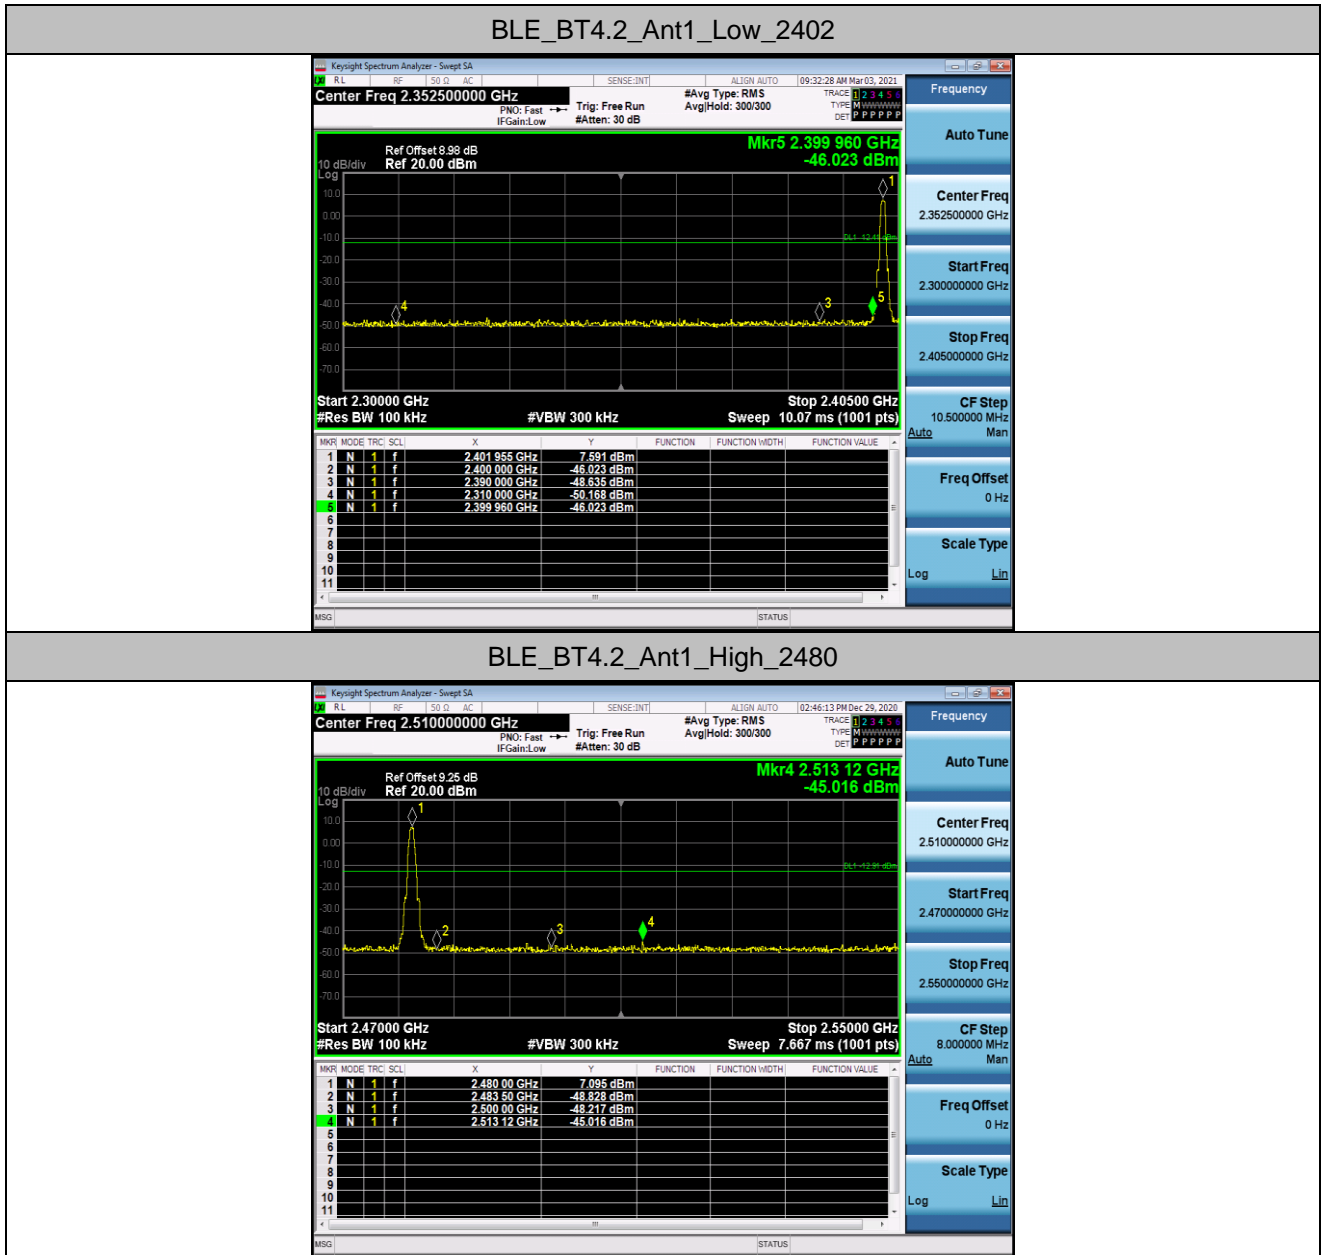 BLE_BT4.2_Ant1_Low_2402
Keysight Spectrum Analyzer - Swept SA
RL RF 50 Ω AC SENSE:INT ALIGN AUTO 09:32:28 AM Mar 03, 2021
Center Freq 2.352500000 GHz
PNO: Fast
IFGain:Low
Trig: Free Run
#Atten: 30 dB
#Avg Type: RMS
Avg|Hold: 300/300
TRACE 1 2 3 4 5 6
TYPE M WWWWW
DET P P P P P P
Frequency
Ref Offset 8.98 dB
10 dB/div Ref 20.00 dBm
Log
Mkr5 2.399 960 GHz
-46.023 dBm
10.0
0.00
-10.0
-20.0
-30.0
-40.0
-50.0
-60.0
-70.0
DL1 -12.41 dBm
1
4
3
5
Start 2.30000 GHz Stop 2.40500 GHz
#Res BW 100 kHz #VBW 300 kHz Sweep 10.07 ms (1001 pts)
MKR MODE TRC SCL X Y FUNCTION FUNCTION WIDTH FUNCTION VALUE
1 N 1 f 2.401 955 GHz 7.591 dBm
2 N 1 f 2.400 000 GHz -46.023 dBm
3 N 1 f 2.390 000 GHz -48.635 dBm
4 N 1 f 2.310 000 GHz -50.168 dBm
5 N 1 f 2.399 960 GHz -46.023 dBm
6
7
8
9
10
11
MSG STATUS
Auto Tune
Center Freq
2.352500000 GHz
Start Freq
2.300000000 GHz
Stop Freq
2.405000000 GHz
CF Step
10.500000 MHz
Auto Man
Freq Offset
0 Hz
Scale Type
Log Lin
BLE_BT4.2_Ant1_High_2480
Keysight Spectrum Analyzer - Swept SA
RL RF 50 Ω AC SENSE:INT ALIGN AUTO 02:46:13 PM Dec 29, 2020
Center Freq 2.510000000 GHz
PNO: Fast
IFGain:Low
Trig: Free Run
#Atten: 30 dB
#Avg Type: RMS
Avg|Hold: 300/300
TRACE 1 2 3 4 5 6
TYPE M WWWWW
DET P P P P P P
Frequency
Ref Offset 9.25 dB
10 dB/div Ref 20.00 dBm
Log
Mkr4 2.513 12 GHz
-45.016 dBm
10.0
0.00
-10.0
-20.0
-30.0
-40.0
-50.0
-60.0
-70.0
DL1 -12.91 dBm
1
2
3
4
Start 2.47000 GHz Stop 2.55000 GHz
#Res BW 100 kHz #VBW 300 kHz Sweep 7.667 ms (1001 pts)
MKR MODE TRC SCL X Y FUNCTION FUNCTION WIDTH FUNCTION VALUE
1 N 1 f 2.480 00 GHz 7.095 dBm
2 N 1 f 2.483 50 GHz -48.828 dBm
3 N 1 f 2.500 00 GHz -48.217 dBm
4 N 1 f 2.513 12 GHz -45.016 dBm
5
6
7
8
9
10
11
MSG STATUS
Auto Tune
Center Freq
2.510000000 GHz
Start Freq
2.470000000 GHz
Stop Freq
2.550000000 GHz
CF Step
8.000000 MHz
Auto Man
Freq Offset
0 Hz
Scale Type
Log Lin